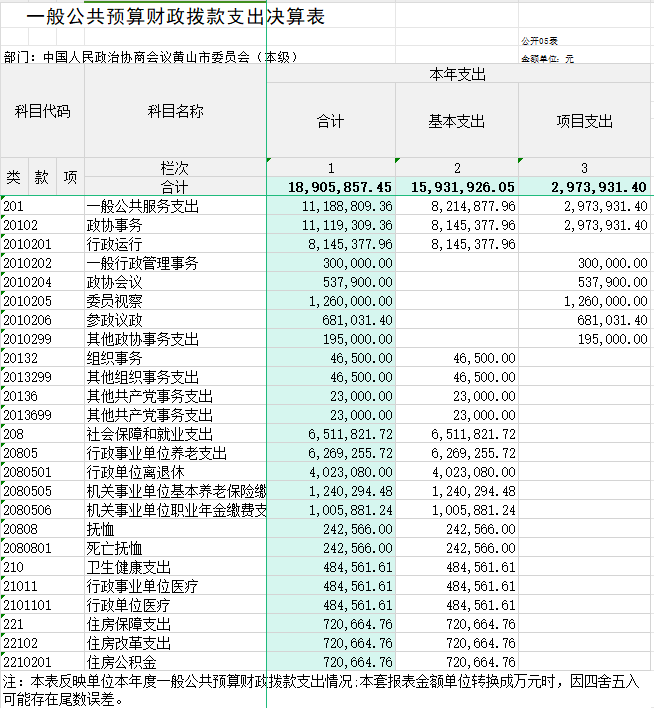 一般公共预算财政拨款支出决算表
公开05表
部门：中国人民政治协商会议黄山市委员会（本级）
金额单位：元
科目代码 科目名称 本年支出
合计 基本支出 项目支出
类 款 项 栏次 1 2 3
合计 18,905,857.45 15,931,926.05 2,973,931.40
201 一般公共服务支出 11,188,809.36 8,214,877.96 2,973,931.40
20102 政协事务 11,119,309.36 8,145,377.96 2,973,931.40
2010201 行政运行 8,145,377.96 8,145,377.96
2010202 一般行政管理事务 300,000.00 300,000.00
2010204 政协会议 537,900.00 537,900.00
2010205 委员视察 1,260,000.00 1,260,000.00
2010206 参政议政 681,031.40 681,031.40
2010299 其他政协事务支出 195,000.00 195,000.00
20132 组织事务 46,500.00 46,500.00
2013299 其他组织事务支出 46,500.00 46,500.00
20136 其他共产党事务支出 23,000.00 23,000.00
2013699 其他共产党事务支出 23,000.00 23,000.00
208 社会保障和就业支出 6,511,821.72 6,511,821.72
20805 行政事业单位养老支出 6,269,255.72 6,269,255.72
2080501 行政单位离退休 4,023,080.00 4,023,080.00
2080505 机关事业单位基本养老保险缴 1,240,294.48 1,240,294.48
2080506 机关事业单位职业年金缴费支 1,005,881.24 1,005,881.24
20808 抚恤 242,566.00 242,566.00
2080801 死亡抚恤 242,566.00 242,566.00
210 卫生健康支出 484,561.61 484,561.61
21011 行政事业单位医疗 484,561.61 484,561.61
2101101 行政单位医疗 484,561.61 484,561.61
221 住房保障支出 720,664.76 720,664.76
22102 住房改革支出 720,664.76 720,664.76
2210201 住房公积金 720,664.76 720,664.76
注：本表反映单位本年度一般公共预算财政拨款支出情况;本套报表金额单位转换成万元时，因四舍五入
可能存在尾数误差。